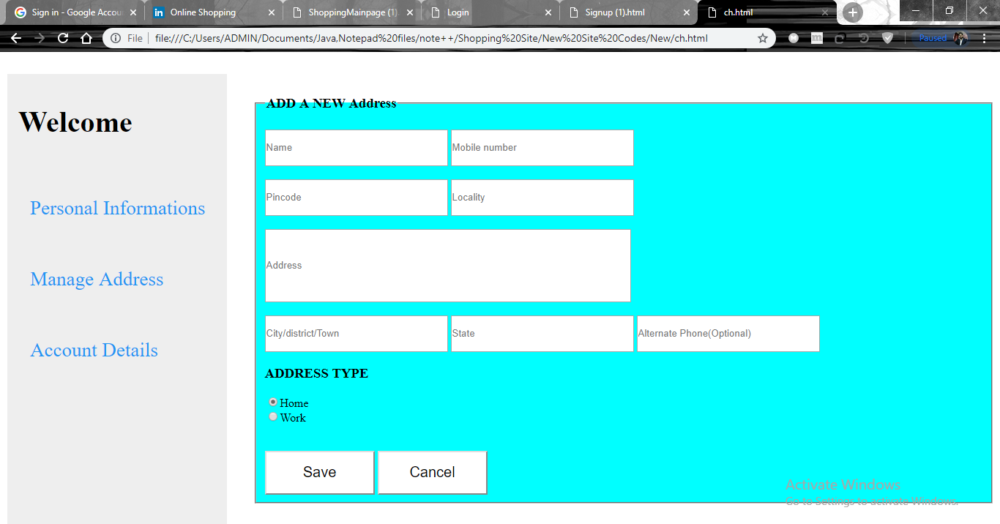 Sign in - Google Accou
Online Shopping
ShoppingMainpage (1)
Login
Signup (1).html
ch.html
File
file:///C:/Users/ADMIN/Documents/Java,Notepad%20files/note++/Shopping%20Site/New%20Site%20Codes/New/ch.html
Paused
Welcome
Personal Informations
Manage Address
Account Details
ADD A NEW Address
Name Mobile number
Pincode Locality
Address
City/district/Town State Alternate Phone(Optional)
ADDRESS TYPE
Home
Work
Save Cancel
Activate Windows
Go to Settings to activate Windows.